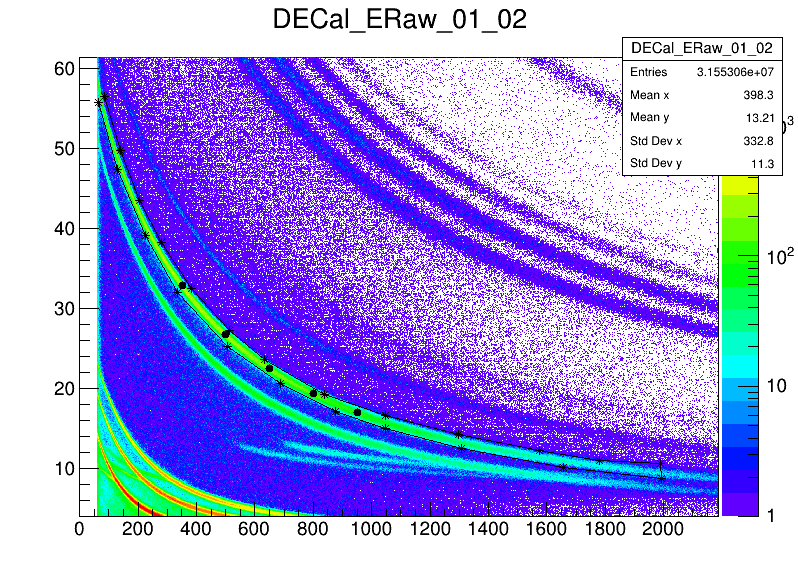 DECal_ERaw_01_02
DECal_ERaw_01_02
Entries 3.155306e+07
Mean x 398.3
Mean y 13.21
Std Dev x 332.8
Std Dev y 11.3
60
50
40
30
20
10
0 200 400 600 800 1000 1200 1400 1600 1800 2000
10²
10
1